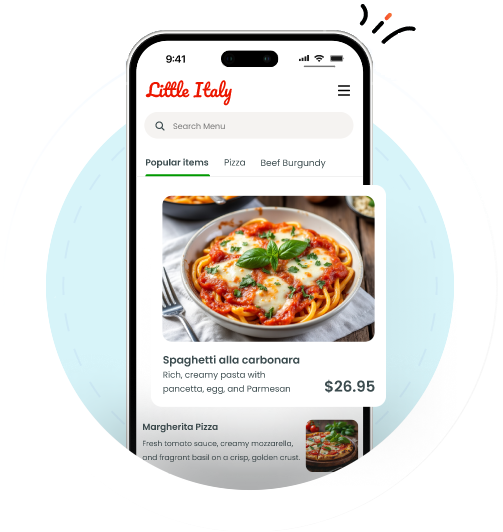 9:41
Little Italy
Search Menu
Popular items Pizza Beef Burgundy
Spaghetti alla carbonara
Rich, creamy pasta with
pancetta, egg, and Parmesan
$26.95
Margherita Pizza
Fresh tomato sauce, creamy mozzarella,
and fragrant basil on a crisp, golden crust.